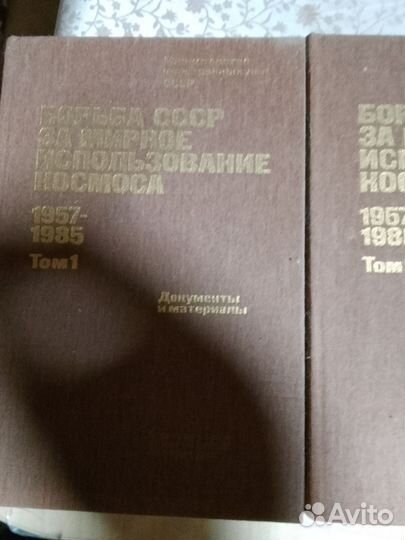 Министерство
иностранных дел
СССР
БОРЬБА СССР
ЗА МИРНОЕ
ИСПОЛЬЗОВАНИЕ
КОСМОСА
1957-
1985
Том 1
Документы
и материалы
БОР
ЗА
ИСП
КОС
1957
198
Том
Avito